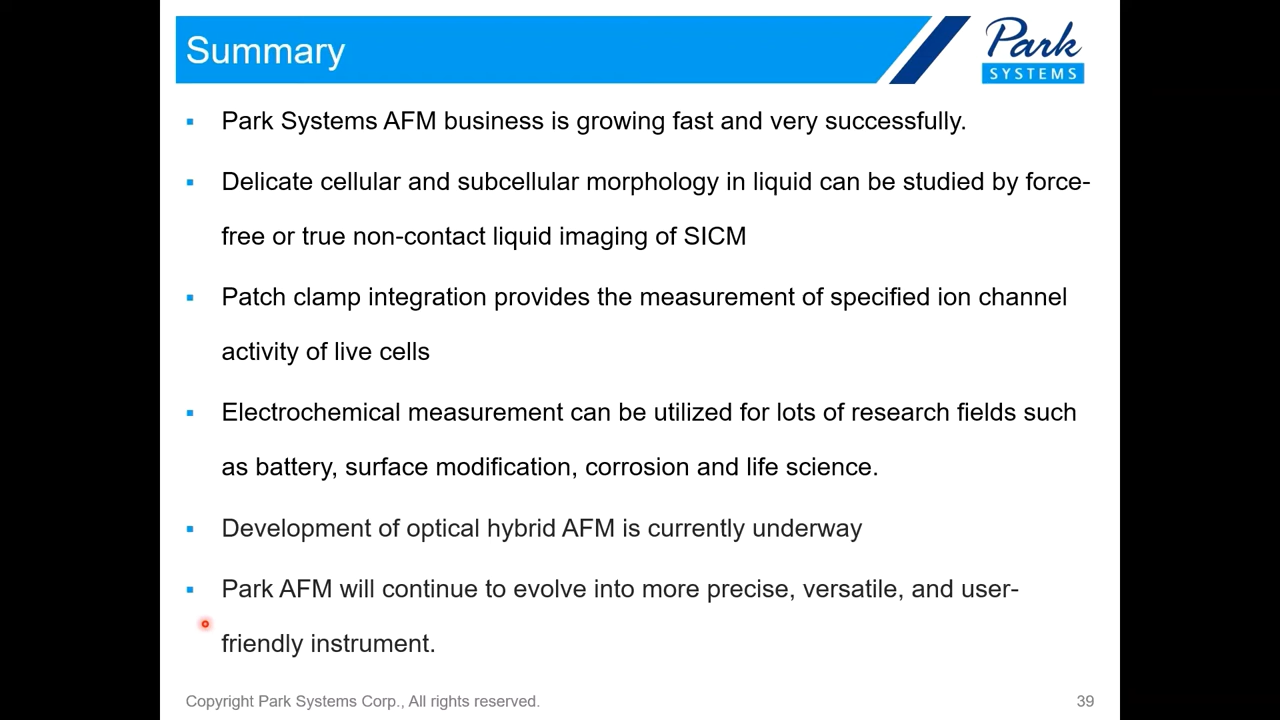 Summary
Park
SYSTEMS
Park Systems AFM business is growing fast and very successfully.
Delicate cellular and subcellular morphology in liquid can be studied by force-
free or true non-contact liquid imaging of SICM
Patch clamp integration provides the measurement of specified ion channel
activity of live cells
Electrochemical measurement can be utilized for lots of research fields such
as battery, surface modification, corrosion and life science.
Development of optical hybrid AFM is currently underway
Park AFM will continue to evolve into more precise, versatile, and user-
friendly instrument.
Copyright Park Systems Corp., All rights reserved.
39